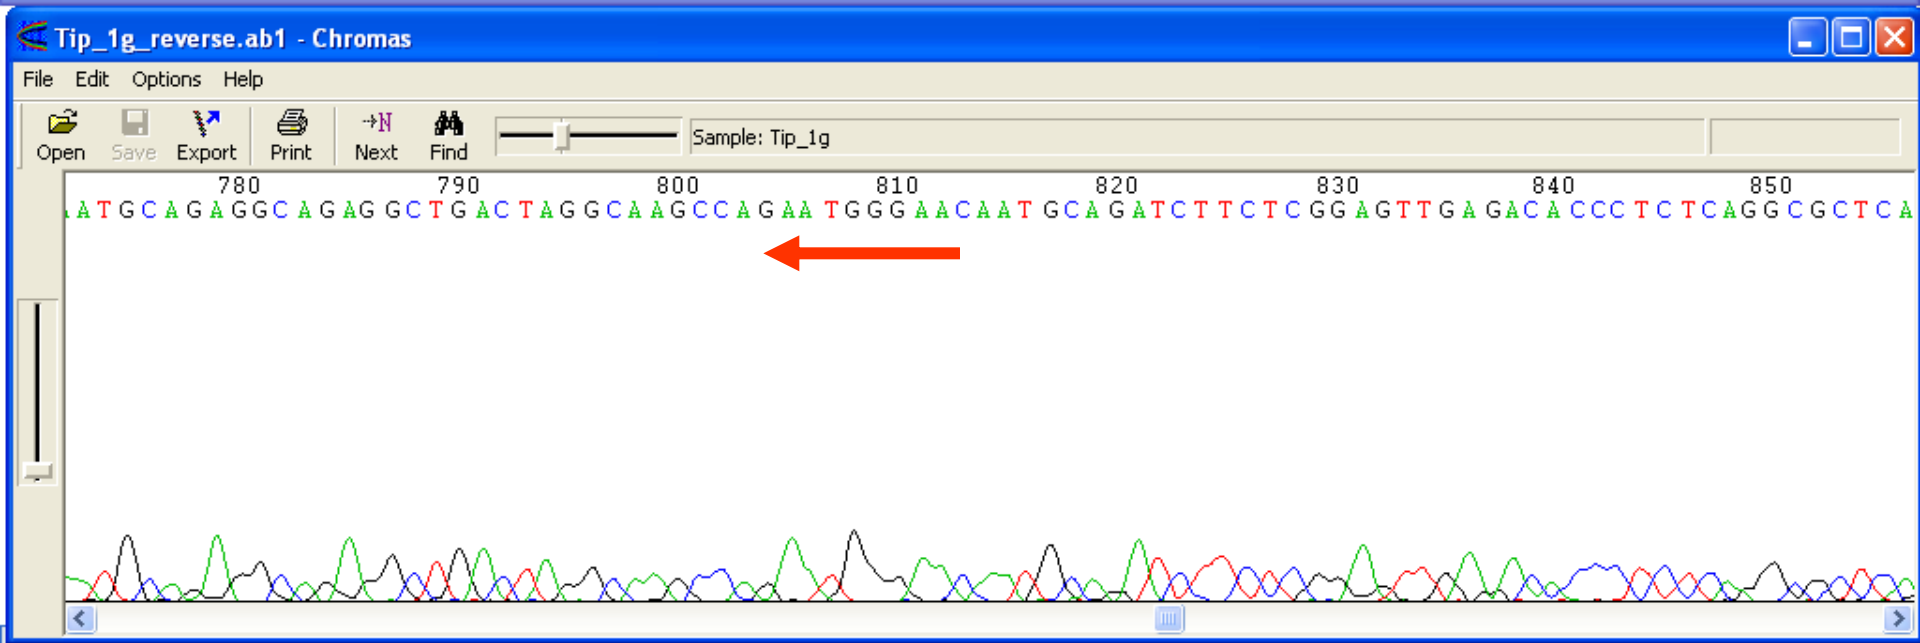 Tip_1g_reverse.ab1 - Chromas
File Edit Options Help
Open Save Export Print →N Next Find Sample: Tip_1g
780 790 800 810 820 830 840 850
ATGCAGAGGCAGAGGCTGACTAGGCAAGCCAGAATGGGAACAATGCAGATCTTCTCGGAGTTGAGACACCCTCTCAGGCGCTCA